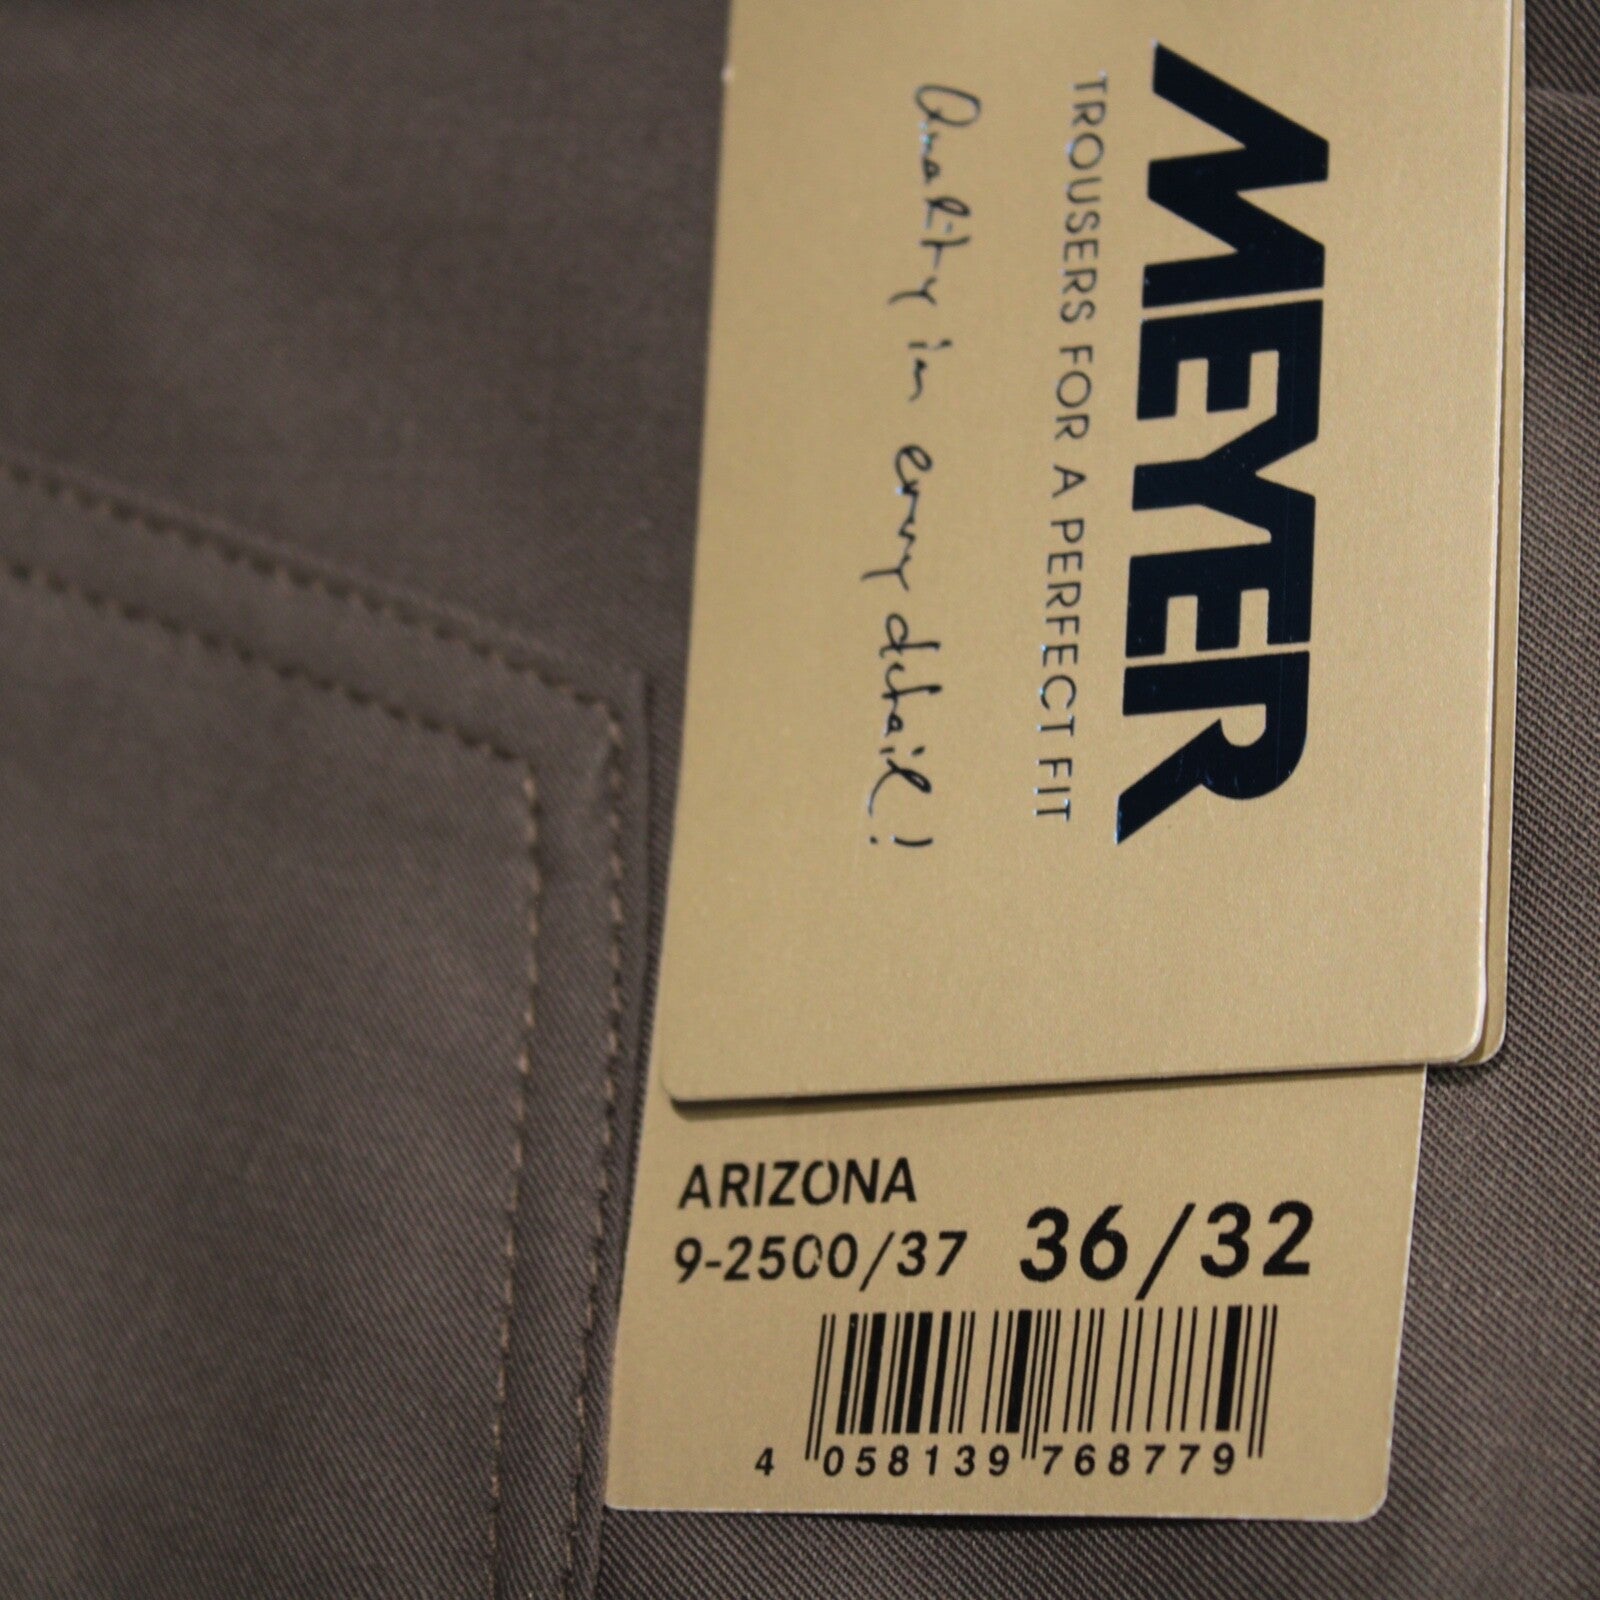 MEYER
TROUSERS FOR A PERFECT FIT
Quality in every detail!
ARIZONA
9-2500/37 36/32
4 058139 768779